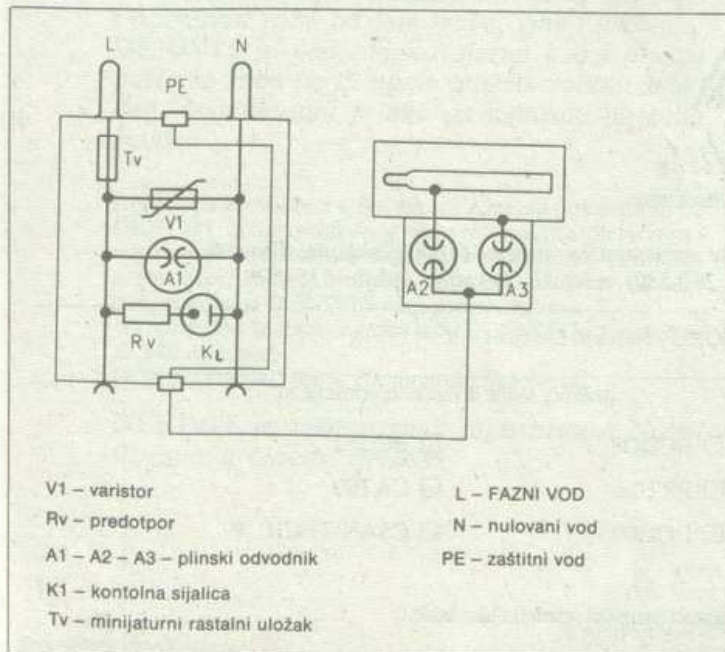 L
N
PE
Tv
V1
A1
Rv
KL
A2
A3
V1 – varistor
Rv – predotpor
A1 – A2 – A3 – plinski odvodnik
K1 – kontolna sijalica
Tv – minijaturni rastalni uložak
L – FAZNI VOD
N – nulovani vod
PE – zaštitni vod